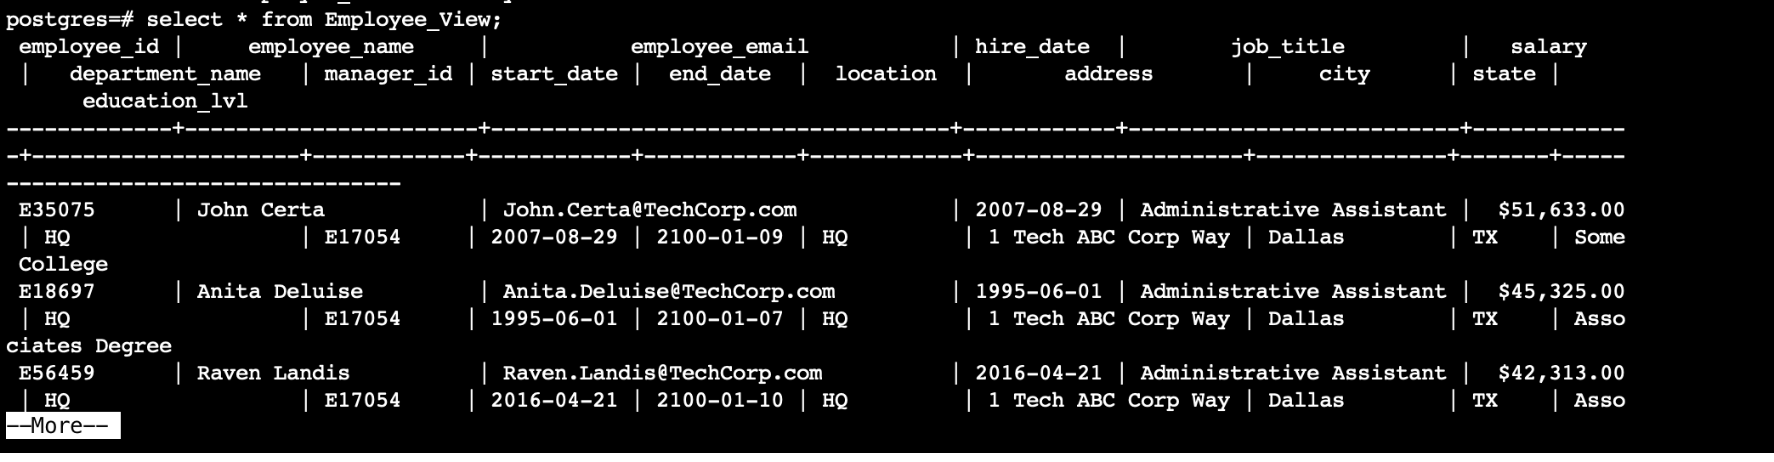 postgres=# select * from Employee_View;
 employee_id |     employee_name     |           employee_email           | hire_date  |        job_title         |   salary
 |   department_name   | manager_id | start_date |  end_date  |  location  |       address       |     city      | state |
      education_lvl
-------------+-----------------------+------------------------------------+------------+--------------------------+------------
-+---------------------+------------+------------+------------+------------+---------------------+---------------+-------+-----
-------------------------------
 E35075      | John Certa            | John.Certa@TechCorp.com            | 2007-08-29 | Administrative Assistant |  $51,633.00
 | HQ                  | E17054     | 2007-08-29 | 2100-01-09 | HQ         | 1 Tech ABC Corp Way | Dallas        | TX    | Some
 College
 E18697      | Anita Deluise         | Anita.Deluise@TechCorp.com         | 1995-06-01 | Administrative Assistant |  $45,325.00
 | HQ                  | E17054     | 1995-06-01 | 2100-01-07 | HQ         | 1 Tech ABC Corp Way | Dallas        | TX    | Asso
ciates Degree
 E56459      | Raven Landis          | Raven.Landis@TechCorp.com          | 2016-04-21 | Administrative Assistant |  $42,313.00
 | HQ                  | E17054     | 2016-04-21 | 2100-01-10 | HQ         | 1 Tech ABC Corp Way | Dallas        | TX    | Asso
--More--